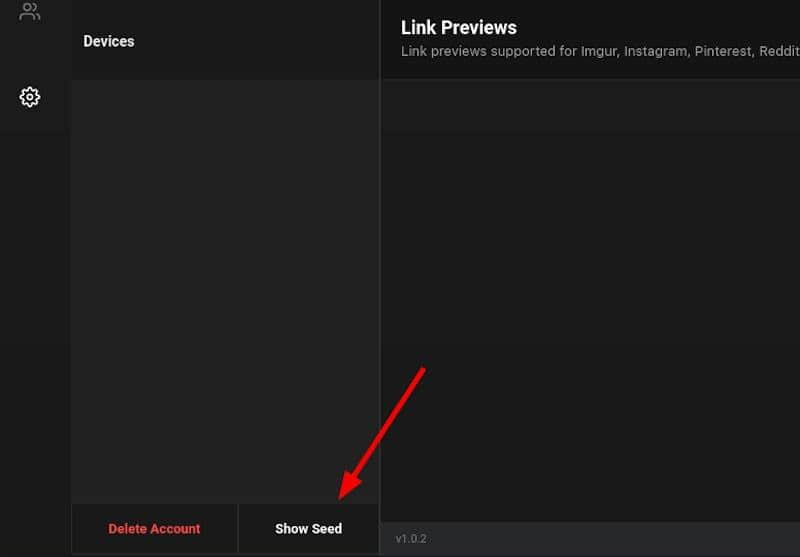 Devices
Link Previews
Link previews supported for Imgur, Instagram, Pinterest, Reddit
Delete Account
Show Seed
v1.0.2